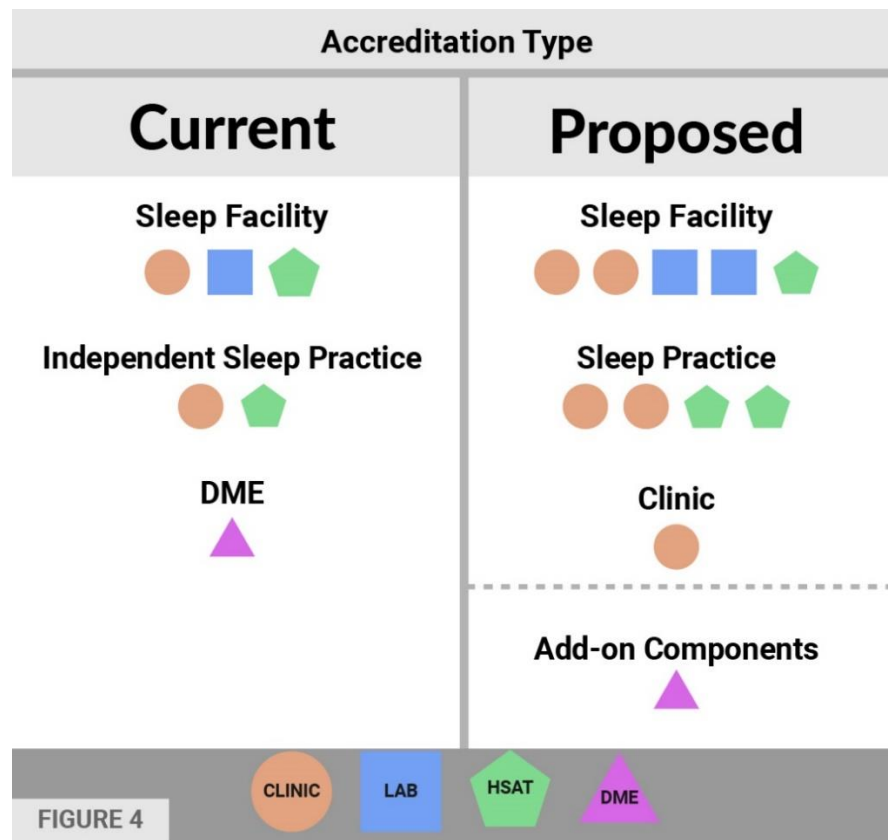 Accreditation Type
Current
Proposed
Sleep Facility
Sleep Facility
Independent Sleep Practice
Sleep Practice
DME
Clinic
Add-on Components
CLINIC
LAB
HSAT
DME
FIGURE 4